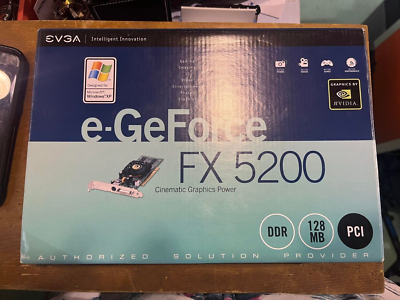 EVGA | Intelligent Innovation
Designed for
Microsoft
Windows XP
GRAPHICS BY
NVIDIA
e-GeForce
FX 5200
Cinematic Graphics Power
DDR
128 MB
PCI
AUTHORIZED SOLUTION PROVIDER